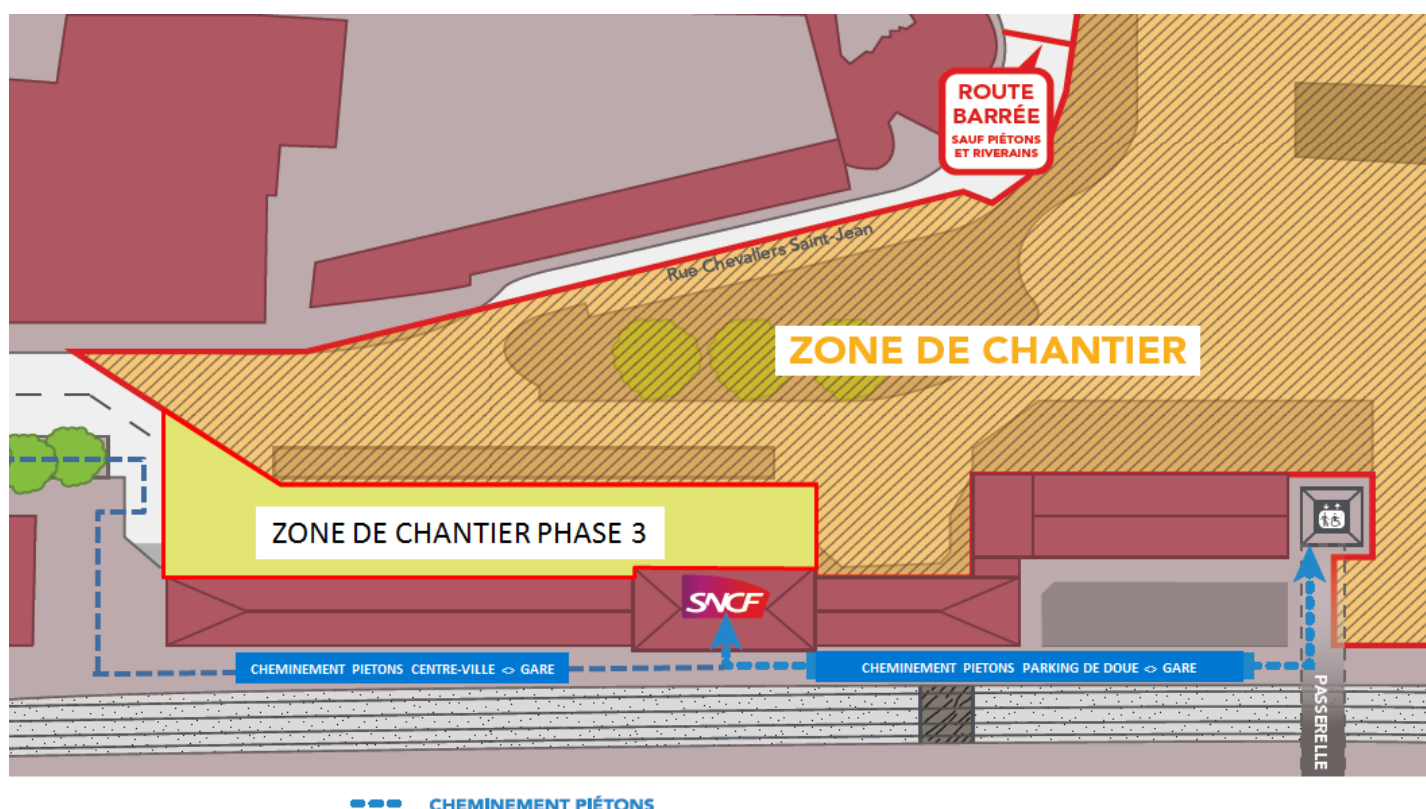 ROUTE
BARRÉE
SAUF PIÉTONS
ET RIVERAINS
Rue Chevaliers Saint-Jean
ZONE DE CHANTIER
ZONE DE CHANTIER PHASE 3
SNCF
CHEMINEMENT PIETONS CENTRE-VILLE <> GARE
CHEMINEMENT PIETONS PARKING DE DOUE <> GARE
PASSERELLE
CHEMINEMENT PIÉTONS